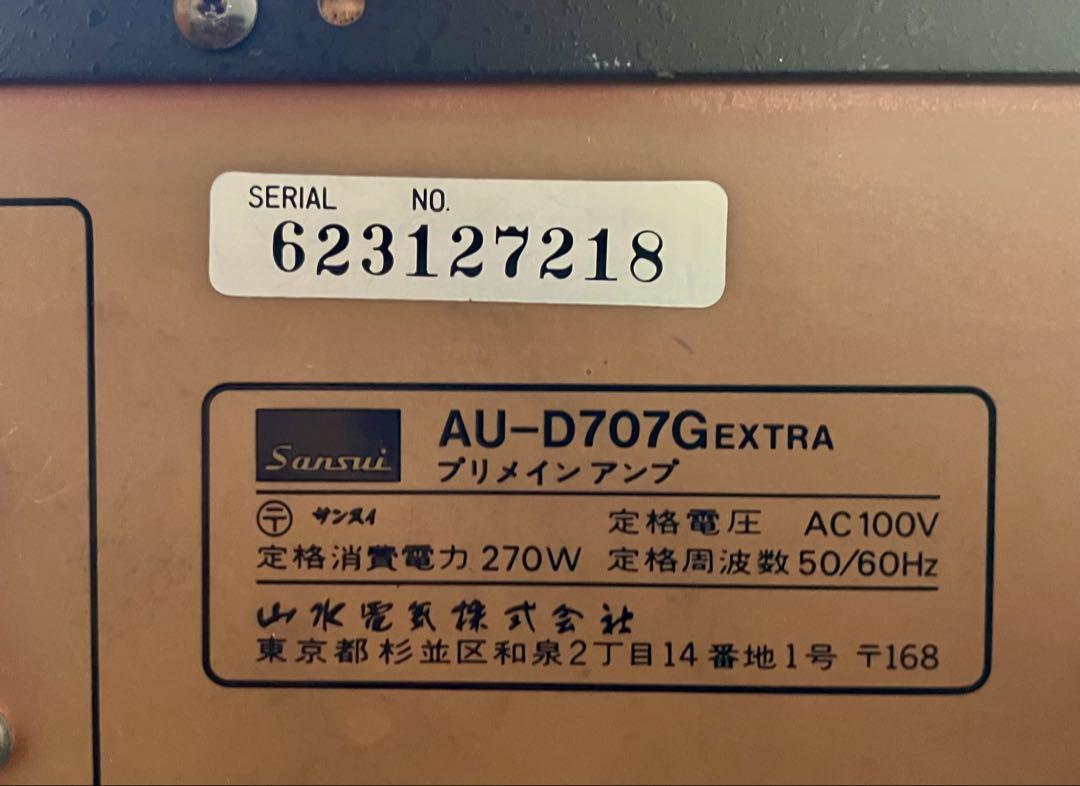 SERIAL NO.
623127218
Sansui
AU-D707G EXTRA
プリメインアンプ
〒 サンスイ 定格電圧 AC100V
定格消費電力 270W 定格周波数 50/60Hz
山水電気株式会社
東京都杉並区和泉2丁目14番地1号 〒168